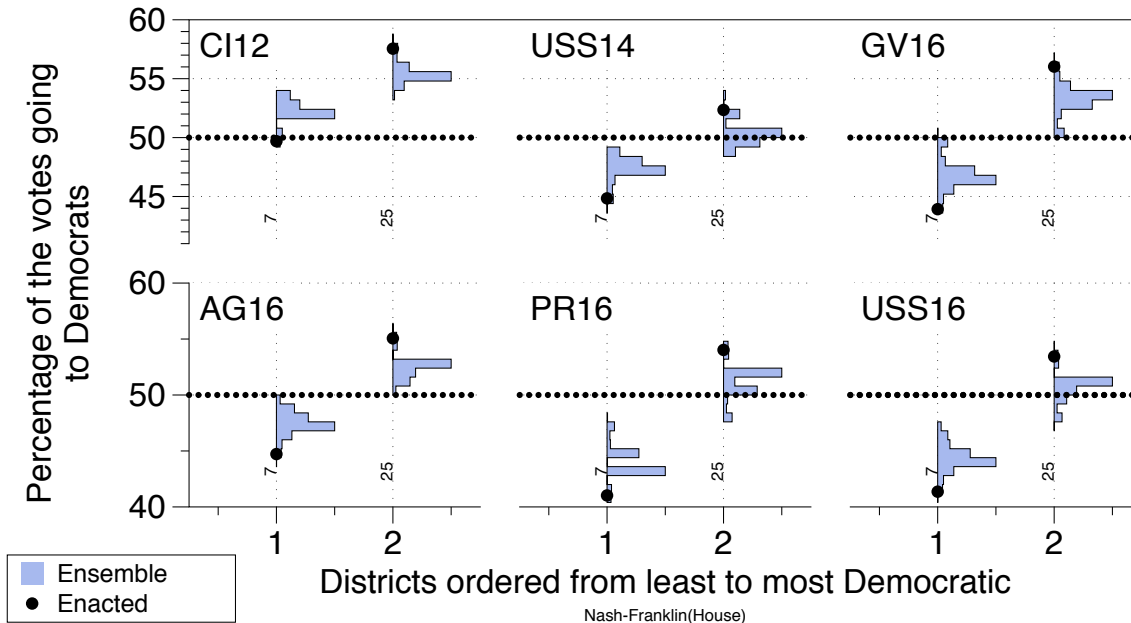 Percentage of the votes going
to Democrats
60
55
50
45
CI12
USS14
GV16
7
25
7
25
7
25
60
50
40
AG16
PR16
USS16
7
25
7
25
7
25
1
2
1
2
1
2
Ensemble
Enacted
Districts ordered from least to most Democratic
Nash-Franklin(House)